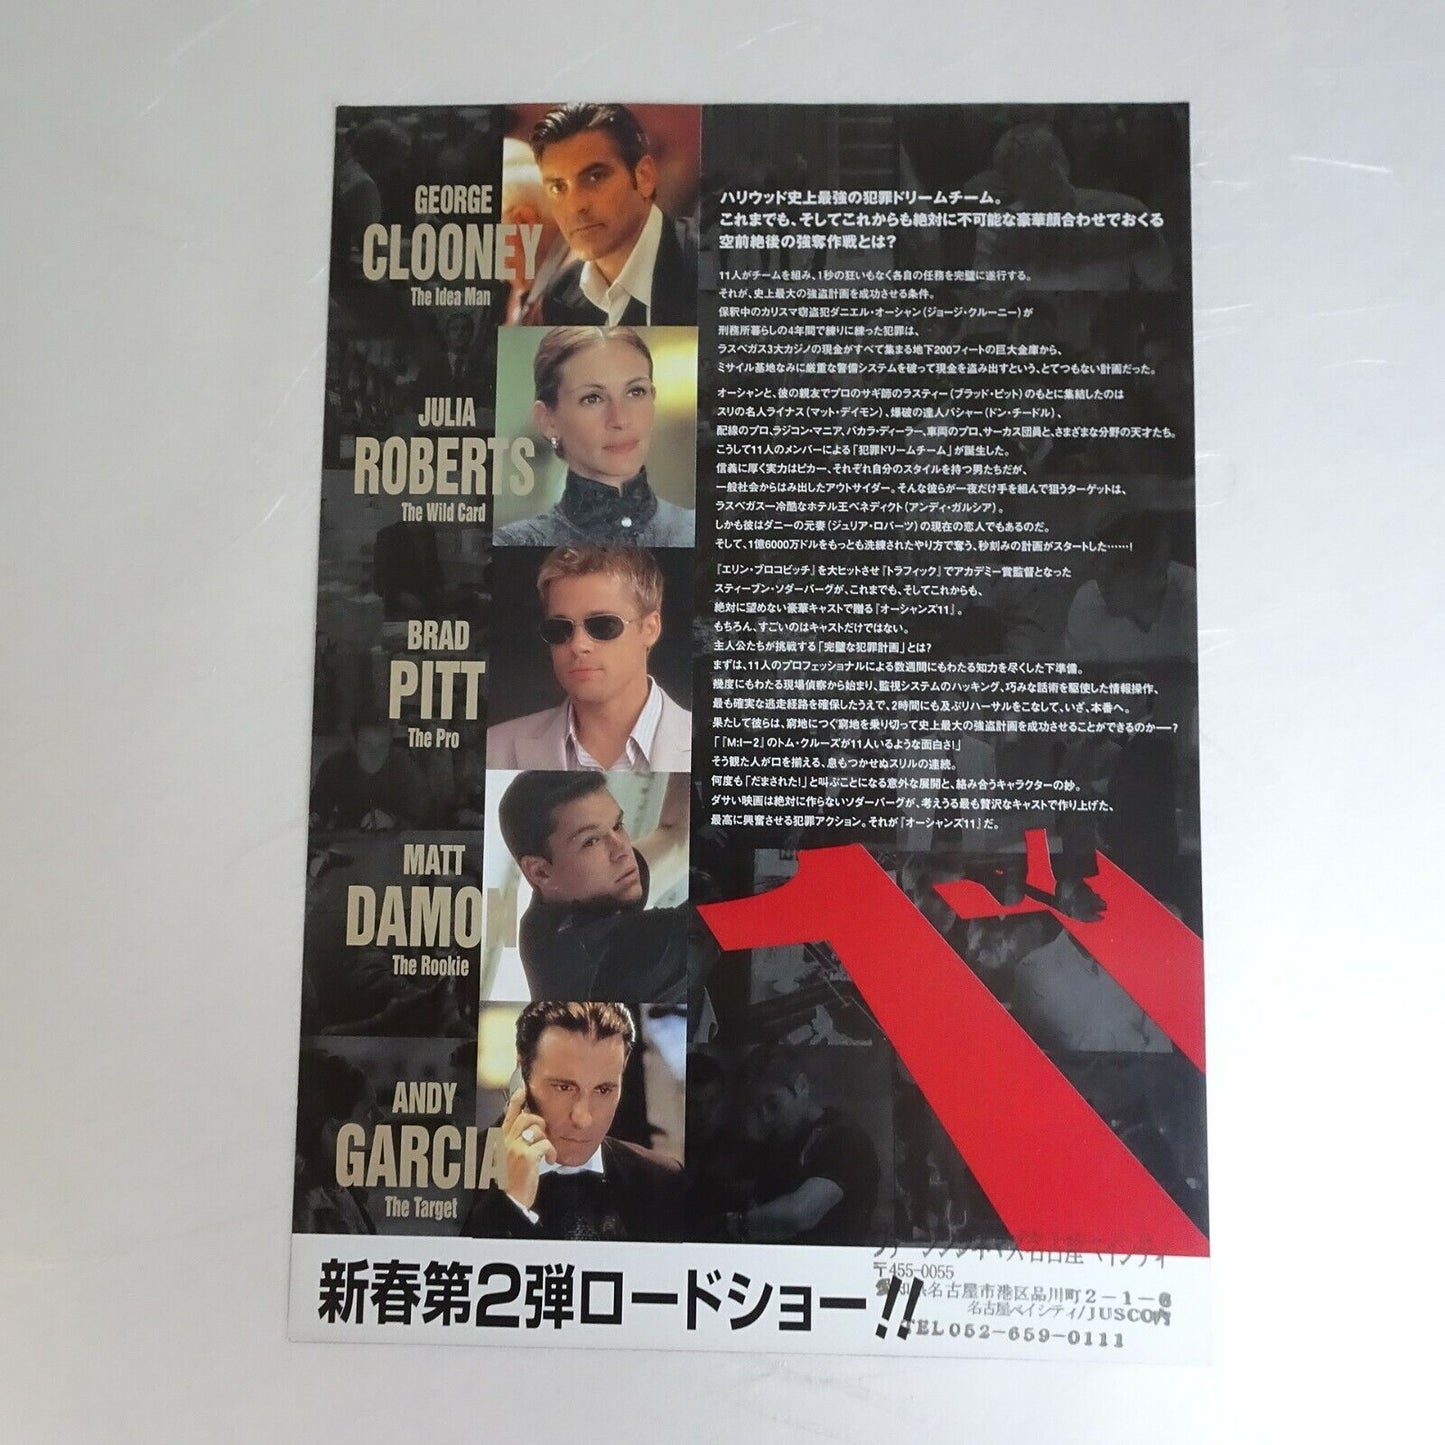 GEORGE
CLOONEY
The Idea Man
JULIA
ROBERTS
The Wild Card
BRAD
PITT
The Pro
MATT
DAMON
The Rookie
ANDY
GARCIA
The Target
ハリウッド史上最強の犯罪ドリームチーム。
これまでも、そしてこれからも絶対に不可能な豪華顔合わせでおくる
空前絶後の強奪作戦とは?
11人がチームを組み、1秒の狂いもなく各自の任務を完璧に遂行する。
それが、史上最大の強盗計画を成功させる条件。
保釈中のカリスマ窃盗犯ダニエル・オーシャン(ジョージ・クルーニー)が
刑務所暮らしの4年間で練りに練った犯罪は、
ラスベガス3大カジノの現金がすべて集まる地下200フィートの巨大金庫から、
ミサイル基地なみに厳重な警備システムを破って現金を盗み出すという、とてつもない計画だった。
オーシャンと、彼の親友でプロのサギ師のラスティー(ブラッド・ピット)のもとに集結したのは
スリの名人ライナス(マット・デイモン)、爆破の達人バシャー(ドン・チードル)、
配線のプロ、ラジコン・マニア、バカラ・ディーラー、車両のプロ、サーカス団員と、さまざまな分野の天才たち。
こうして11人のメンバーによる「犯罪ドリームチーム」が誕生した。
信義に厚く実力はピカ一、それぞれ自分のスタイルを持つ男たちだが、
一般社会からはみ出したアウトサイダー。そんな彼らが一夜だけ手を組んで狙うターゲットは、
ラスベガス一冷酷なホテル王ベネディクト(アンディ・ガルシア)。
しかも彼はダニーの元妻(ジュリア・ロバーツ)の現在の恋人でもあるのだ。
そして、1億6000万ドルをもっとも洗練されたやり方で奪う、秒刻みの計画がスタートした……!
『エリン・ブロコビッチ』を大ヒットさせ『トラフィック』でアカデミー賞監督となった
スティーブン・ソダーバーグが、これまでも、そしてこれからも、
絶対に望めない豪華キャストで贈る『オーシャンズ11』。
もちろん、すごいのはキャストだけではない。
主人公たちが挑戦する「完璧な犯罪計画」とは?
まずは、11人のプロフェッショナルによる数週間にもわたる知力を尽くした下準備。
幾度にもわたる現場偵察から始まり、監視システムのハッキング、巧みな話術を駆使した情報操作、
最も確実な逃走経路を確保したうえで、2時間にも及ぶリハーサルをこなして、いざ、本番へ。
果たして彼らは、窮地につぐ窮地を乗り切って史上最大の強盗計画を成功させることができるのか―?
「『M:I―2』のトム・クルーズが11人いるような面白さ!」
そう観た人が口を揃える、息もつかせぬスリルの連続。
何度も「だまされた!」と叫ぶことになる意外な展開と、絡み合うキャラクターの妙。
ダサい映画は絶対に作らないソダーバーグが、考えうる最も贅沢なキャストで作り上げた、
最高に興奮させる犯罪アクション。それが『オーシャンズ11』だ。
11
新春第2弾ロードショー!!
名古屋ベイシティ
〒455-0055
愛知県名古屋市港区品川町2-1-6
名古屋ベイシティ/JUSCO内
TEL052-659-0111